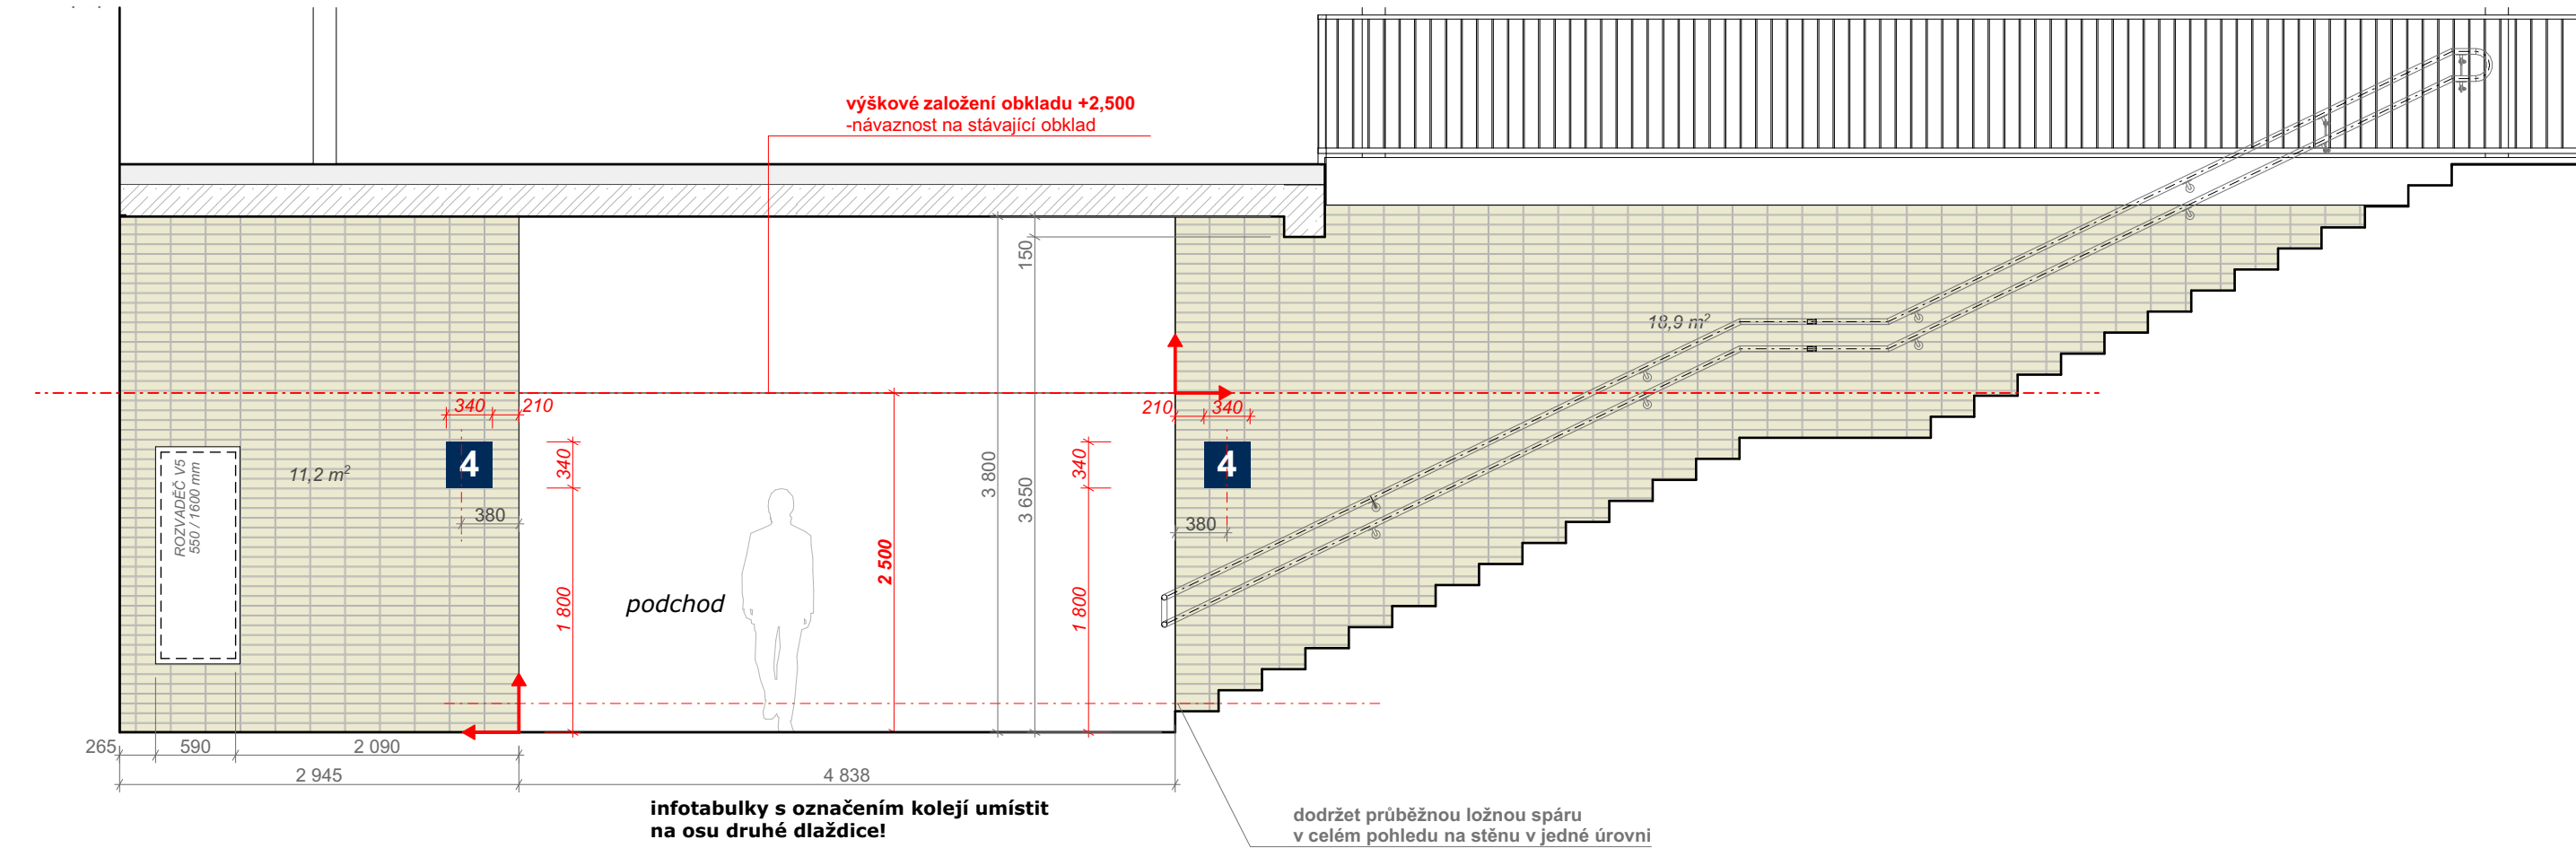 výškové založení obkladu +2,500
-návaznost na stávající obklad
150
18,9 m²
340 210
210 340
ROZVADĚČ V5
550 / 1600 mm
11,2 m²
4
340
3 800
3 650
340
4
380
380
2 500
1 800
podchod
1 800
265 590 2 090
2 945 4 838
infotabulky s označením kolejí umístit
na osu druhé dlaždice!
dodržet průběžnou ložnou spáru
v celém pohledu na stěnu v jedné úrovni